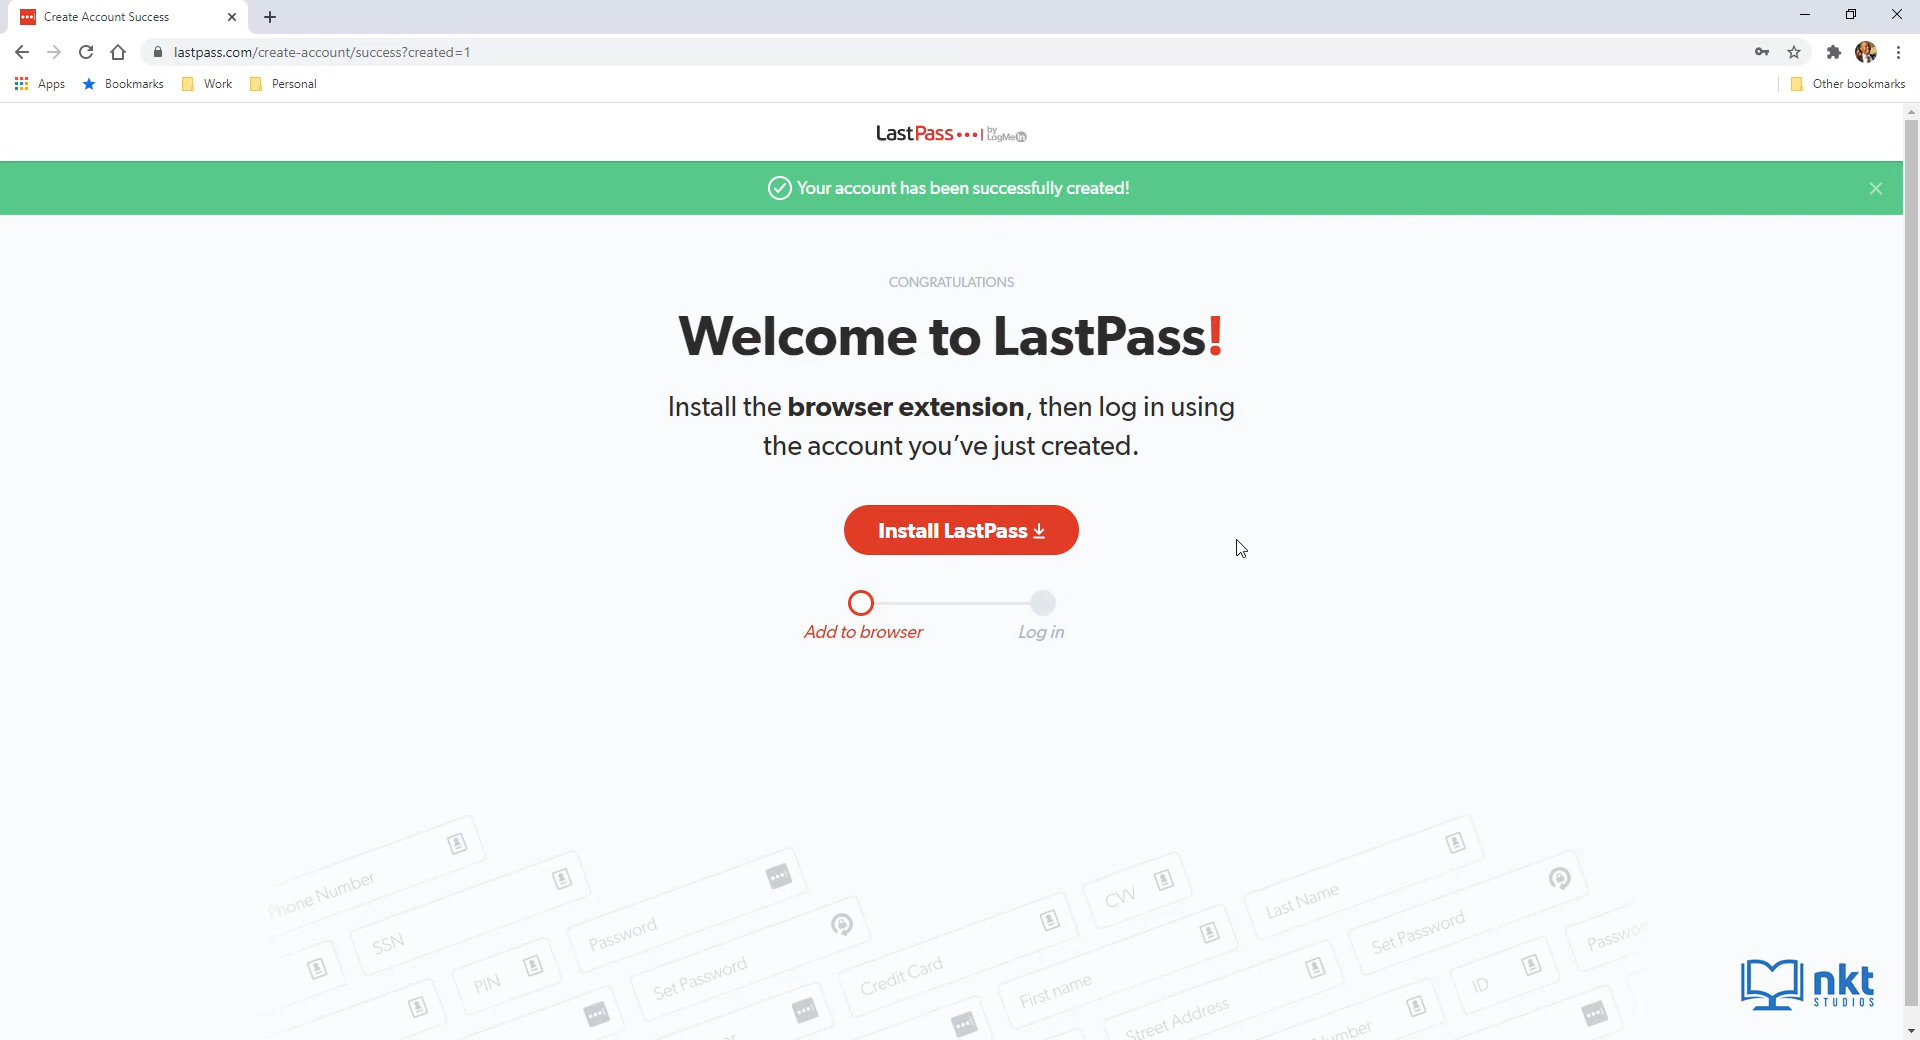 Create Account Success
lastpass.com/create-account/success?created=1
Apps
Bookmarks
Work
Personal
Other bookmarks
LastPass by LogMeIn
Your account has been successfully created!
CONGRATULATIONS
Welcome to LastPass!
Install the browser extension, then log in using
the account you've just created.
Install LastPass
Add to browser
Log in
Phone Number
SSN
PIN
Password
Set Password
Credit Card
CVV
First name
Last Name
Street Address
Set Password
ID
nkt
STUDIOS